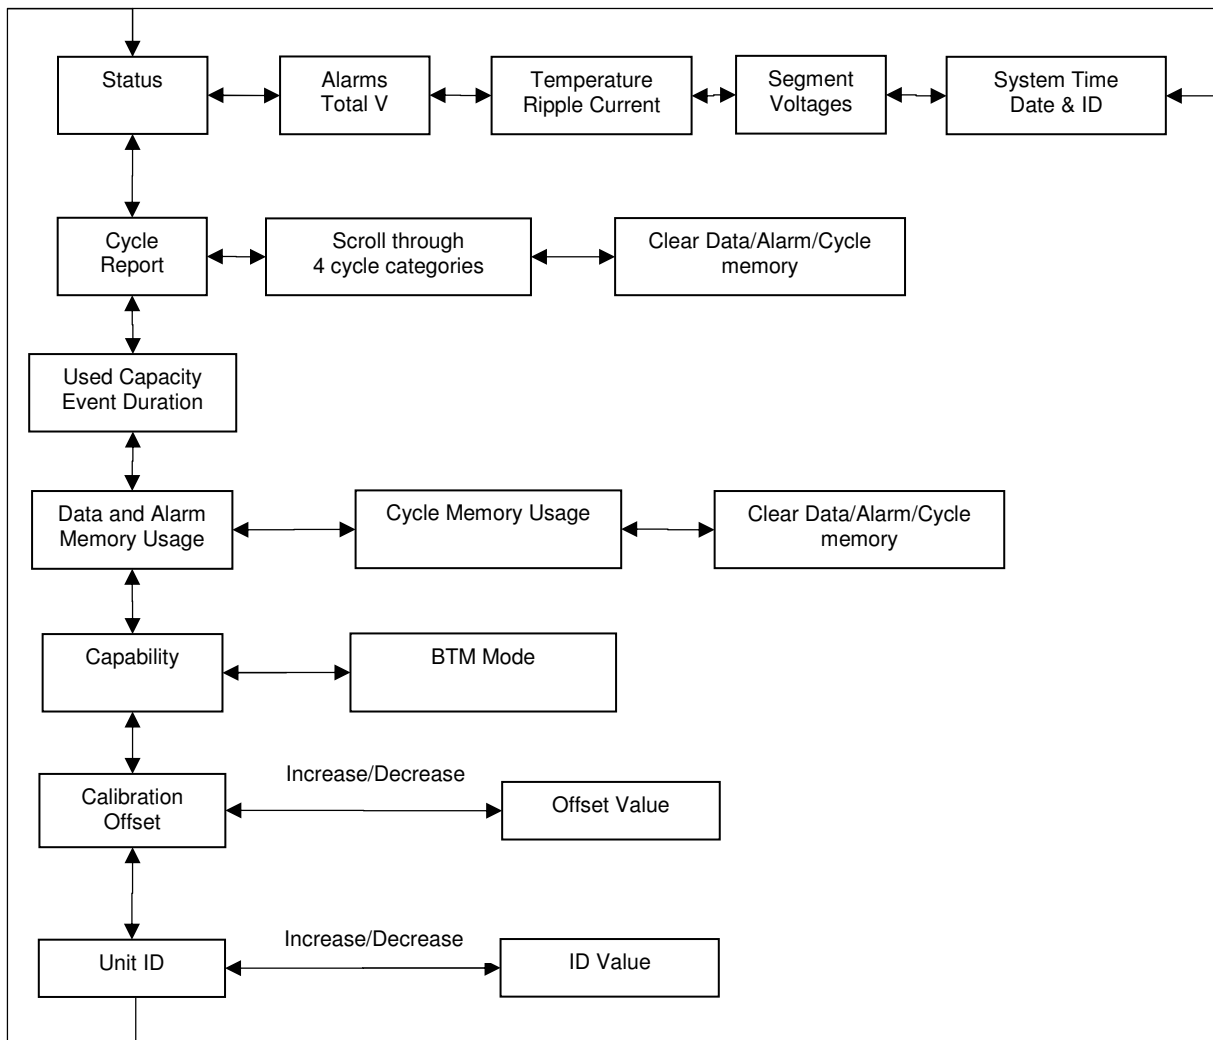 Status
Alarms
Total V
Temperature
Ripple Current
Segment
Voltages
System Time
Date & ID
Cycle
Report
Scroll through
4 cycle categories
Clear Data/Alarm/Cycle
memory
Used Capacity
Event Duration
Data and Alarm
Memory Usage
Cycle Memory Usage
Clear Data/Alarm/Cycle
memory
Capability
BTM Mode
Calibration
Offset
Increase/Decrease
Offset Value
Unit ID
Increase/Decrease
ID Value